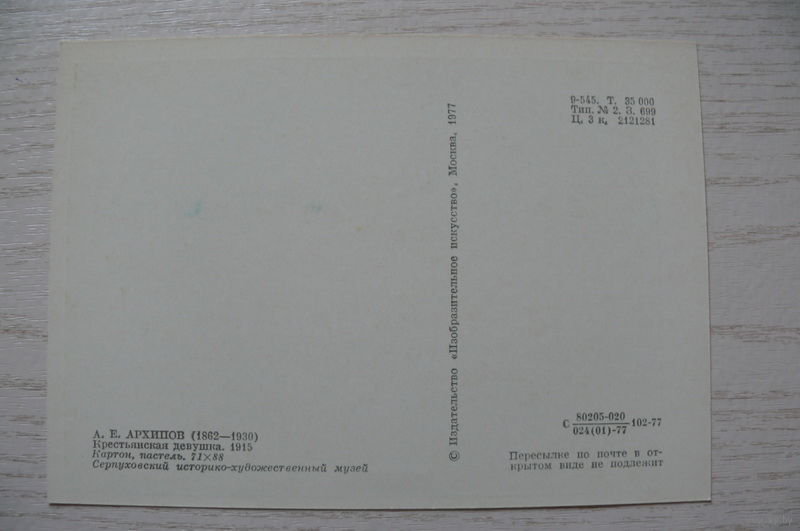 9-545. Т. 35 000
Тип. № 2. З. 699
Ц. 3 к. 2121281
© Издательство «Изобразительное искусство», Москва, 1977
А. Е. АРХИПОВ (1862—1930)
Крестьянская девушка. 1915
Картон, пастель. 71×88
Серпуховский историко-художественный музей
С 80205-020
024(01)-77 102-77
Пересылке по почте в от-
крытом виде не подлежит